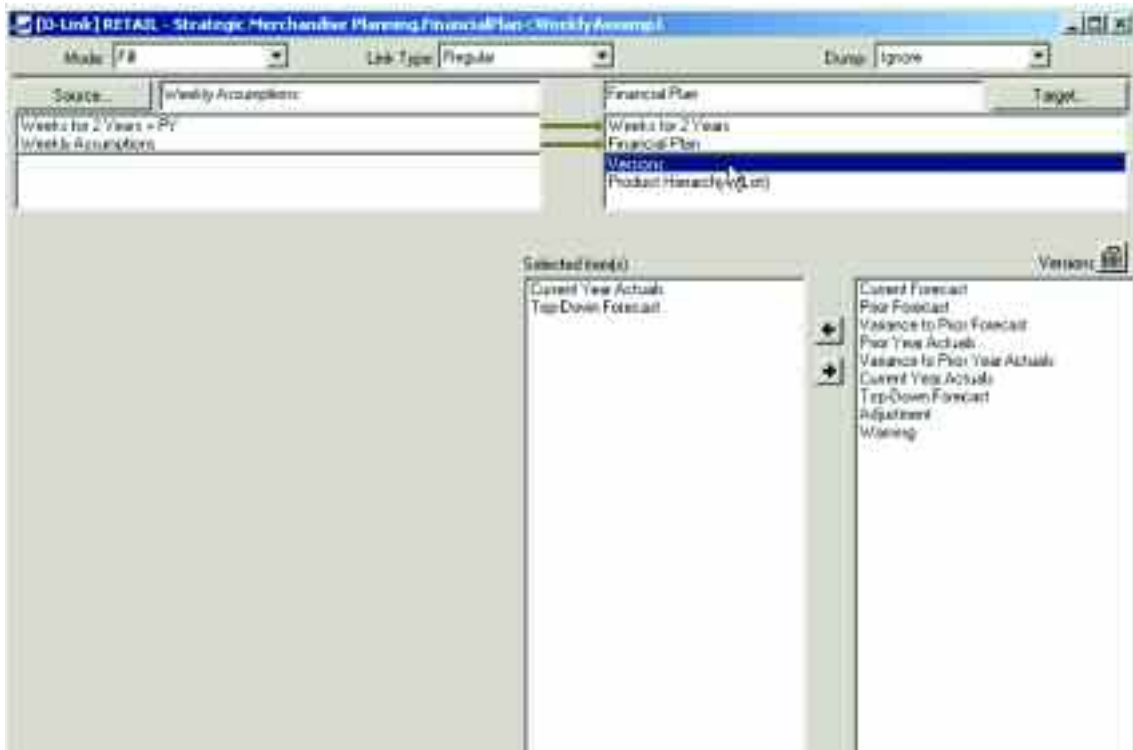 [D-Link] RETAIL - Strategic Merchandise Planning.FinancialPlan<WeeklyAssump1
Mode: Fill Link Type: Regular Dump: Ignore
Source... Weekly Assumptions Financial Plan Target...
Weeks for 2 Years + PY Weeks for 2 Years
Weekly Assumptions Financial Plan
Versions
Product Hierarchy
Selected item(s) Versions
Current Year Actuals Current Forecast
Top-Down Forecast Prior Forecast
Variance to Prior Forecast
Prior Year Actuals
Variance to Prior Year Actuals
Current Year Actuals
Top-Down Forecast
Adjustment
Warning